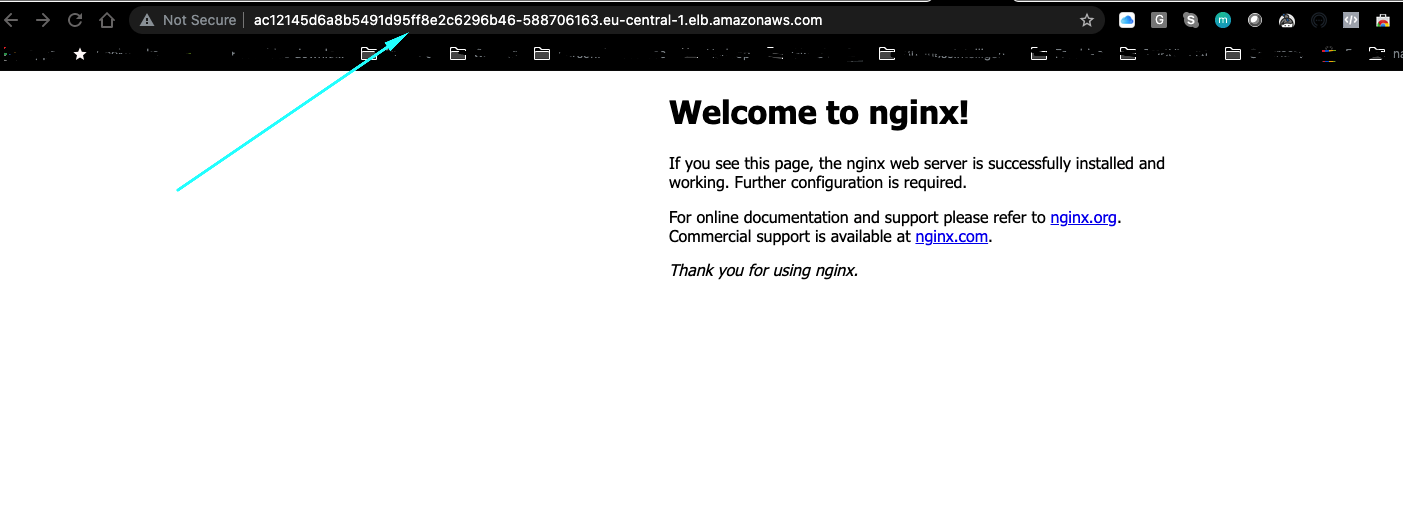 Not Secure
ac12145d6a8b5491d95ff8e2c6296b46-588706163.eu-central-1.elb.amazonaws.com
G
S
m
</>
Welcome to nginx!
If you see this page, the nginx web server is successfully installed and
working. Further configuration is required.
For online documentation and support please refer to nginx.org.
Commercial support is available at nginx.com.
Thank you for using nginx.